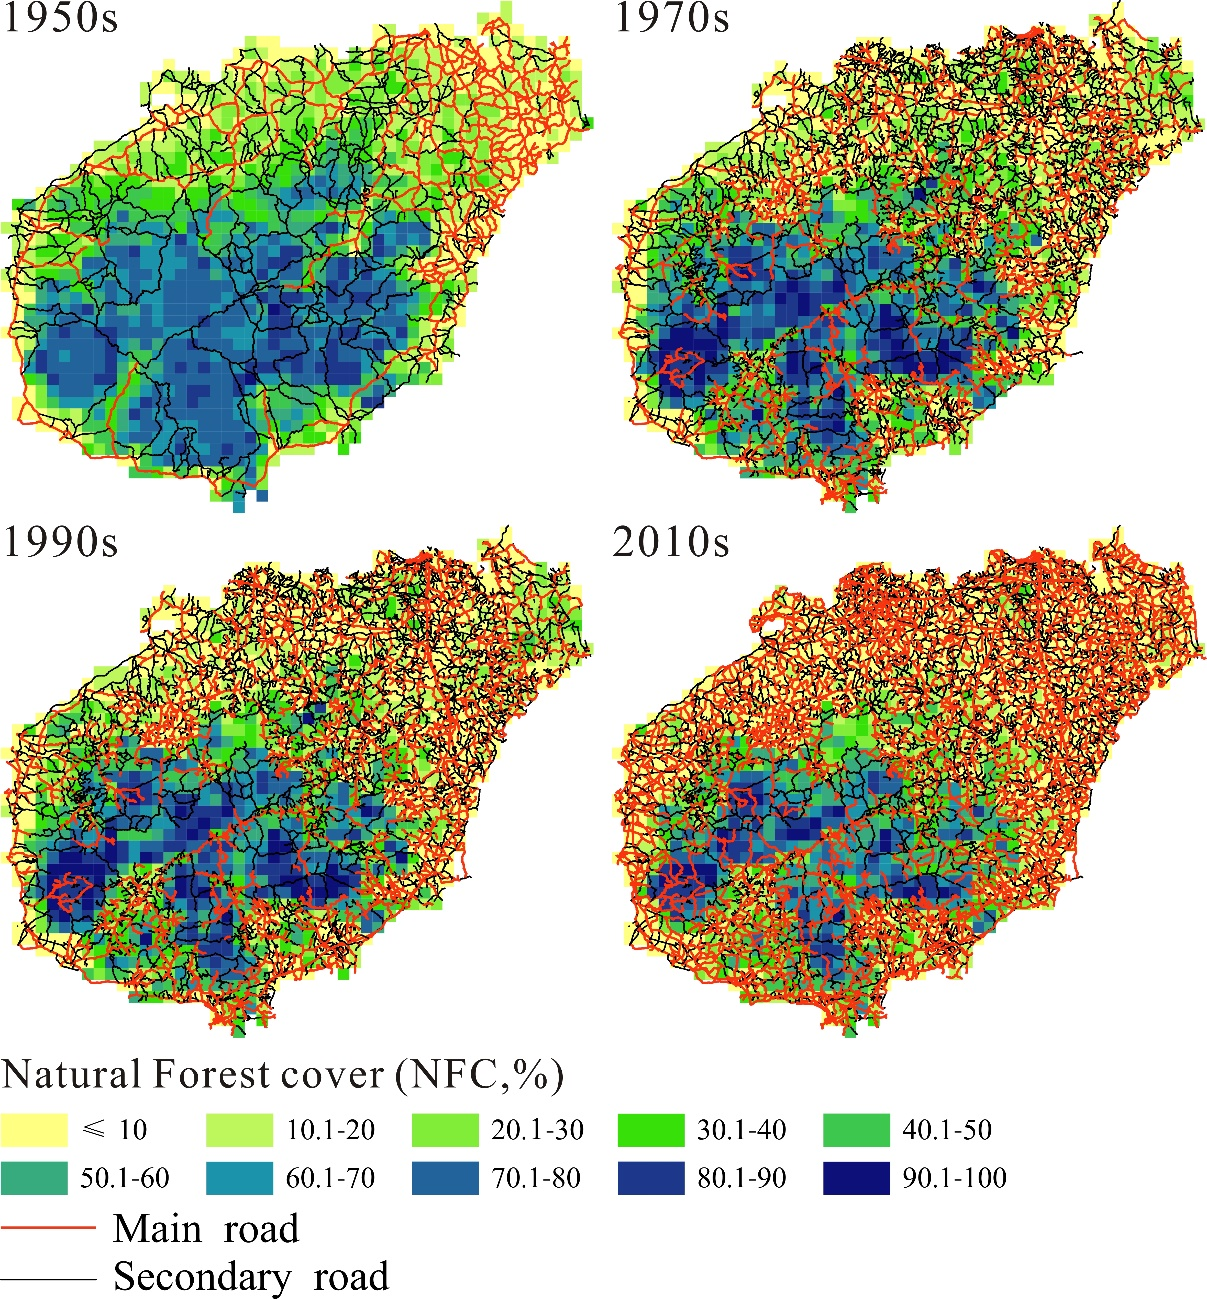 1950s 1970s
1990s 2010s
Natural Forest cover (NFC,%)
≤ 10 10.1-20 20.1-30 30.1-40 40.1-50
50.1-60 60.1-70 70.1-80 80.1-90 90.1-100
Main road
Secondary road